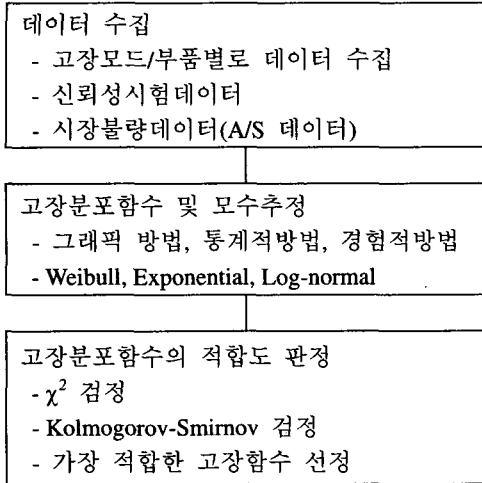 데이터 수집
- 고장모드/부품별로 데이터 수집
- 신뢰성시험데이터
- 시장불량데이터(A/S 데이터)
고장분포함수 및 모수추정
- 그래픽 방법, 통계적방법, 경험적방법
- Weibull, Exponential, Log-normal
고장분포함수의 적합도 판정
- χ² 검정
- Kolmogorov-Smirnov 검정
- 가장 적합한 고장함수 선정